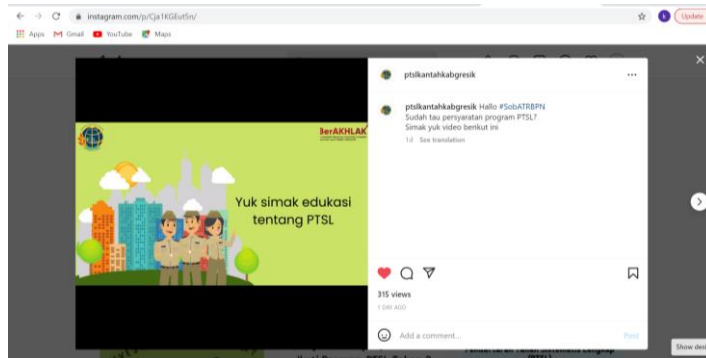 instagram.com/p/Cja1KGEut5n/
Update
Apps
Gmail
YouTube
Maps
ptslkantahkabgresik
ptslkantahkabgresik Hallo #SobATRBPN
Sudah tau persyaratan program PTSL?
Simak yuk video berikut ini
1d See translation
BerAKHLAK
Yuk simak edukasi
tentang PTSL
315 views
1 DAY AGO
Add a comment...
Post
Show desk